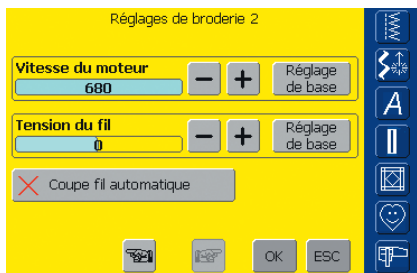 Réglages de broderie 2
Vitesse du moteur
680
Réglage
de base
Tension du fil
0
Réglage
de base
Coupe fil automatique
OK
ESC
A